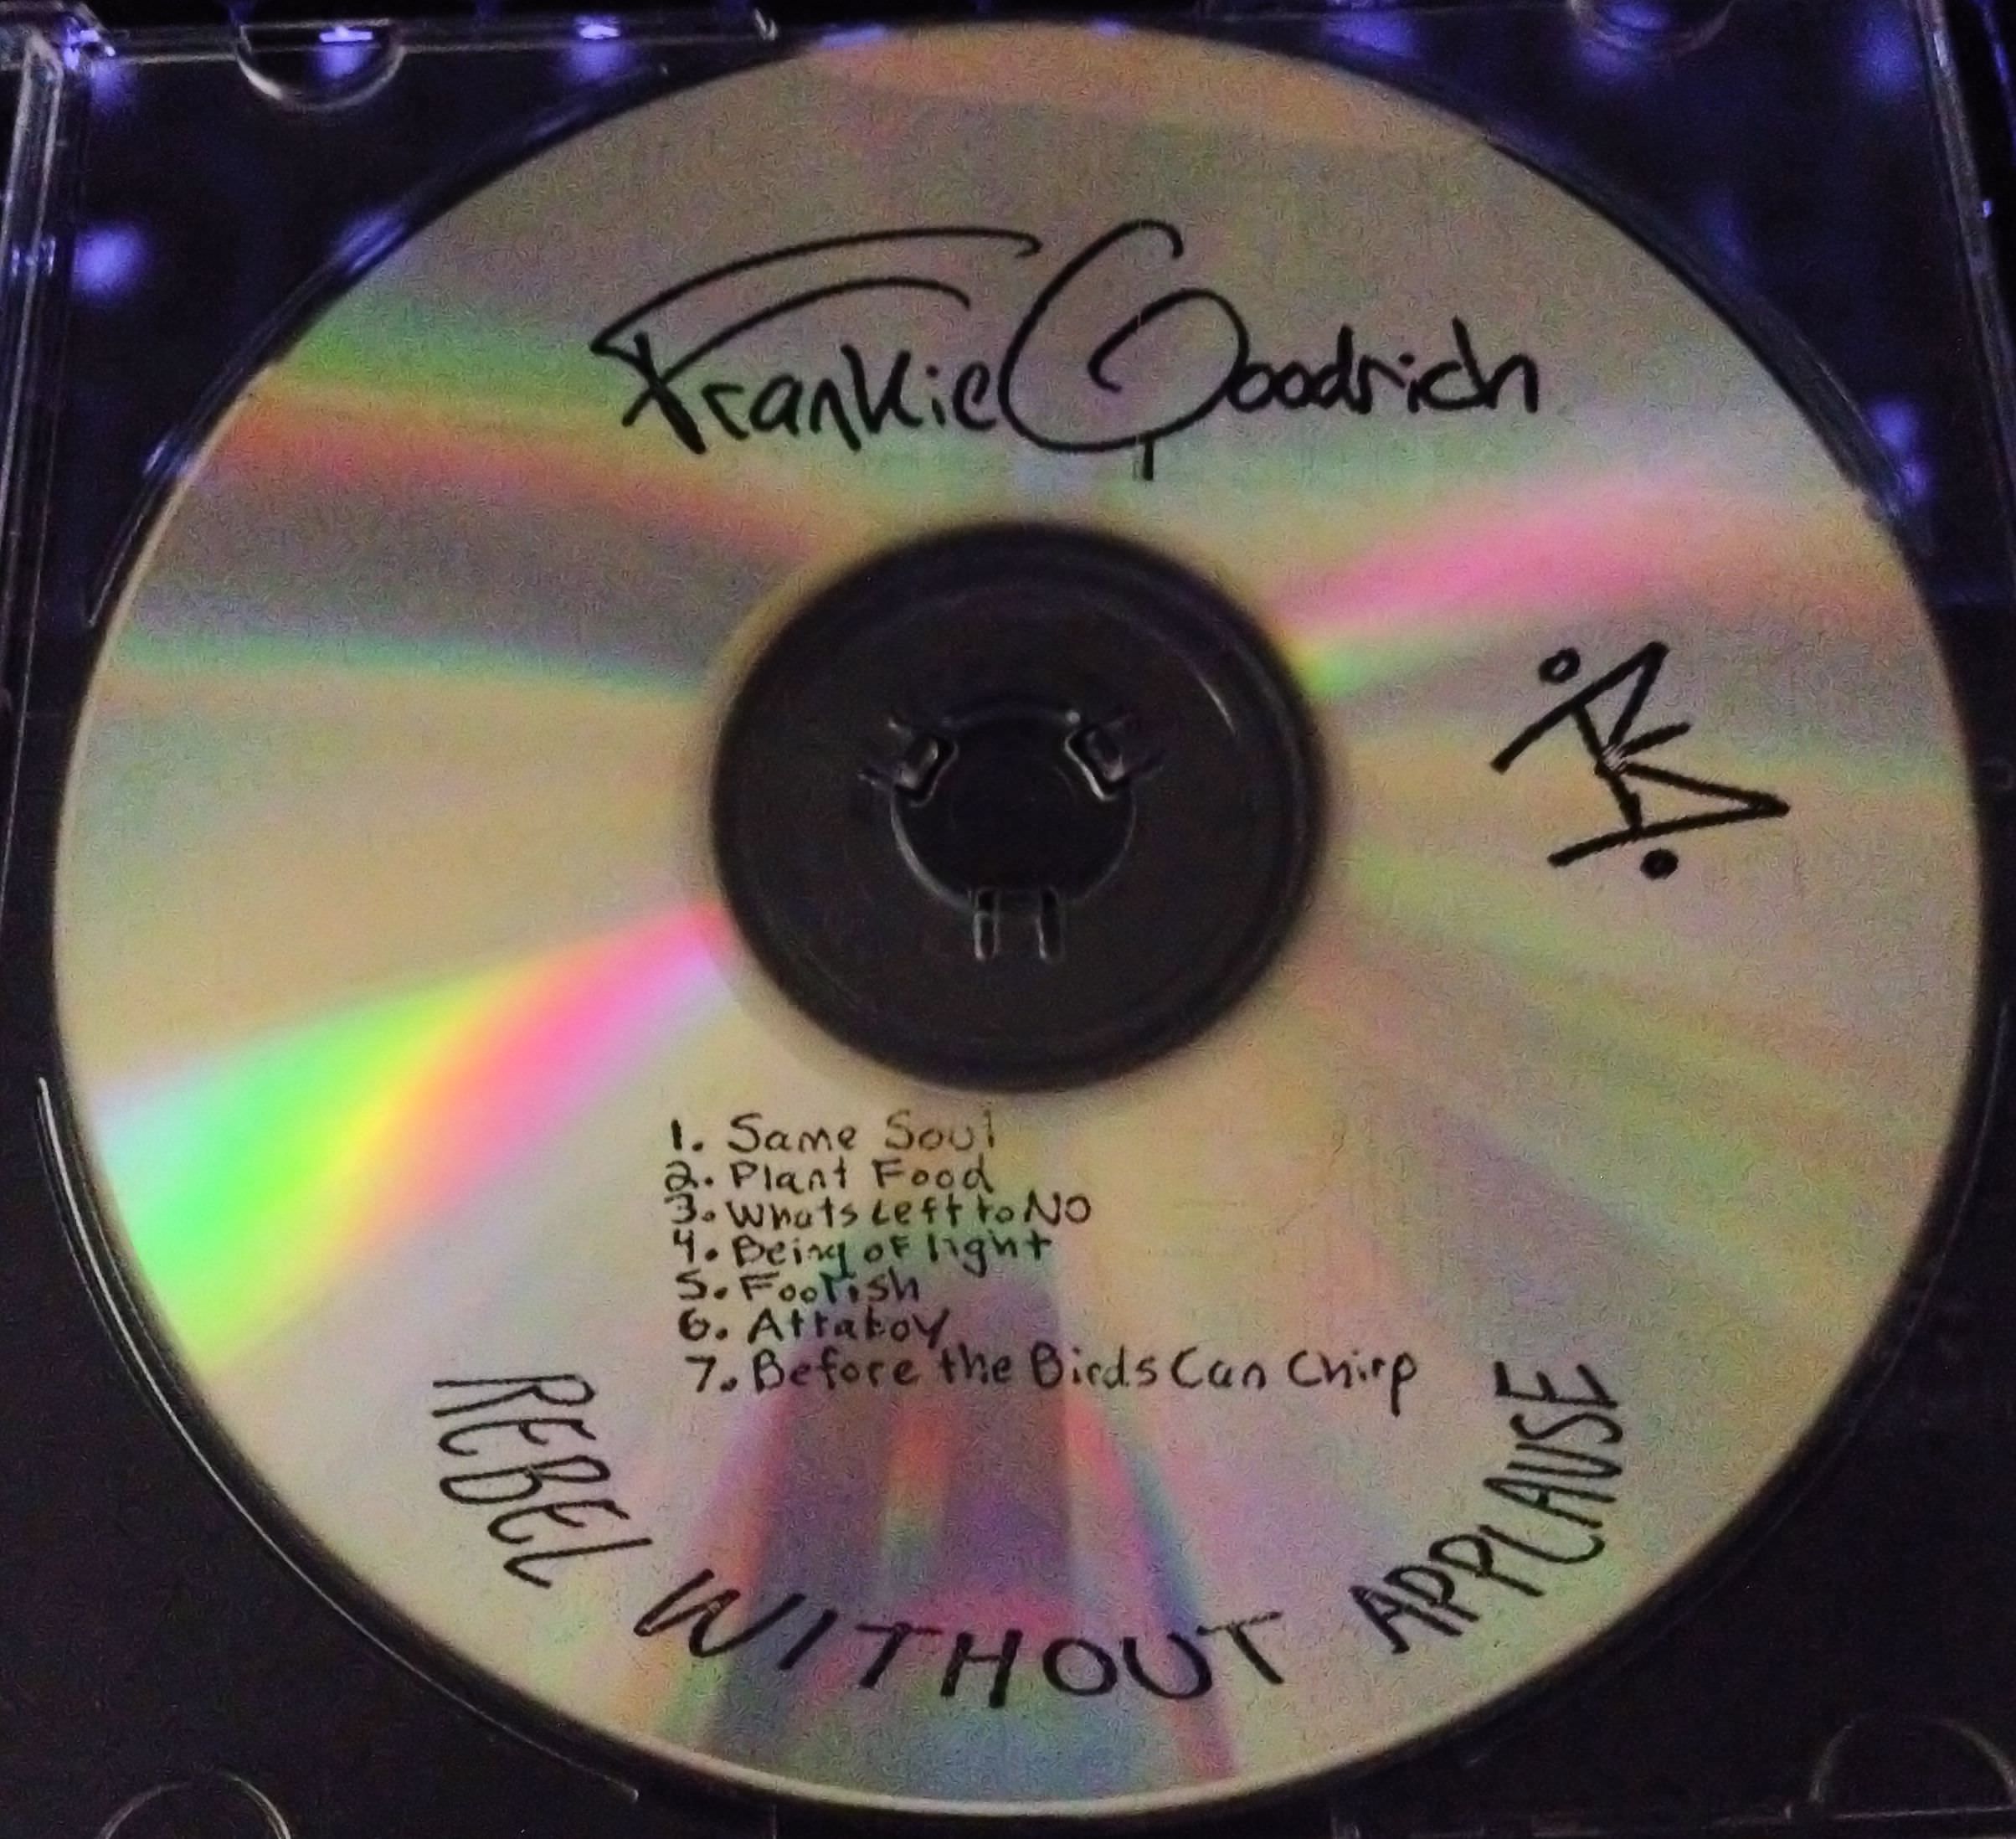 Frankie Goodrich
1. Same Soul
2. Plant Food
3. Whats Left to NO
4. Being of light
5. Foolish
6. Attaboy
7. Before the Birds Can Chirp
REBEL WITHOUT APPLAUSE